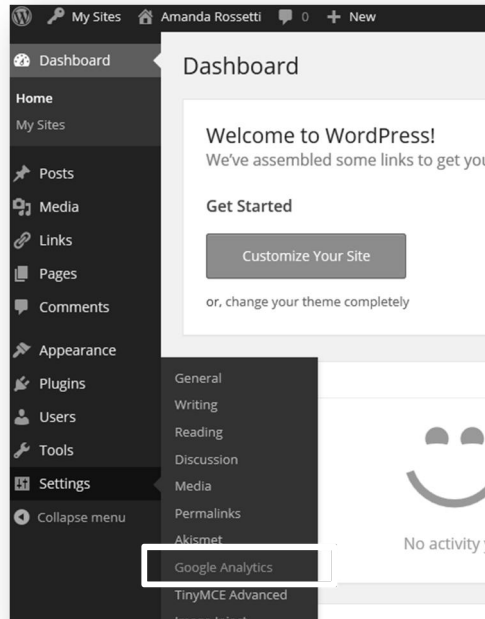 My Sites Amanda Rossetti 0 + New
Dashboard
Home
My Sites
Posts
Media
Links
Pages
Comments
Appearance
Plugins
Users
Tools
Settings
Collapse menu
Dashboard
Welcome to WordPress!
We've assembled some links to get you
Get Started
Customize Your Site
or, change your theme completely
General
Writing
Reading
Discussion
Media
Permalinks
Akismet
Google Analytics
TinyMCE Advanced
No activity